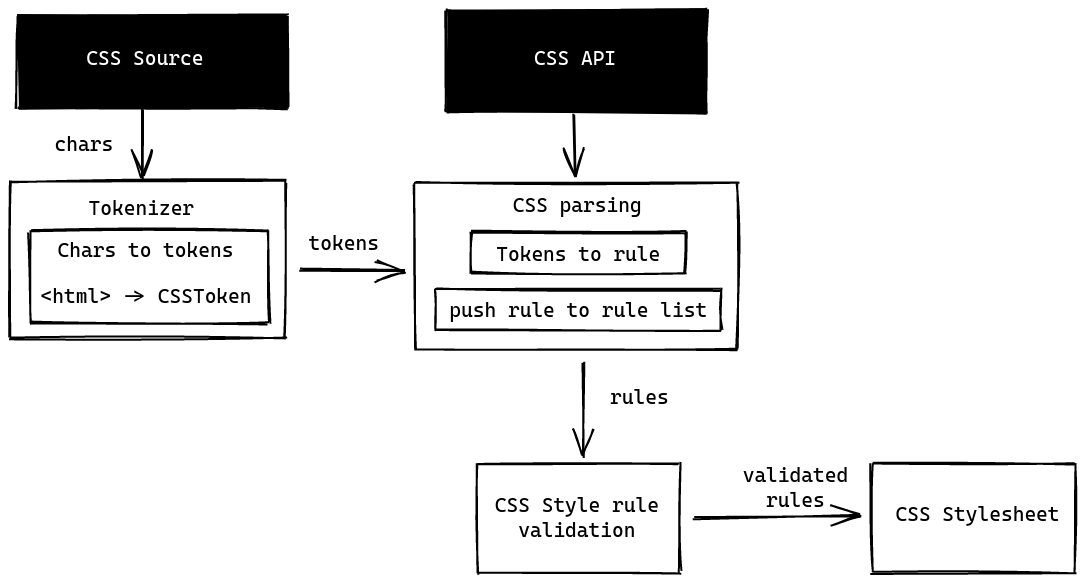 CSS Source
CSS API
chars
Tokenizer
Chars to tokens
<html> → CSSToken
tokens
CSS parsing
Tokens to rule
push rule to rule list
rules
CSS Style rule
validation
validated
rules
CSS Stylesheet